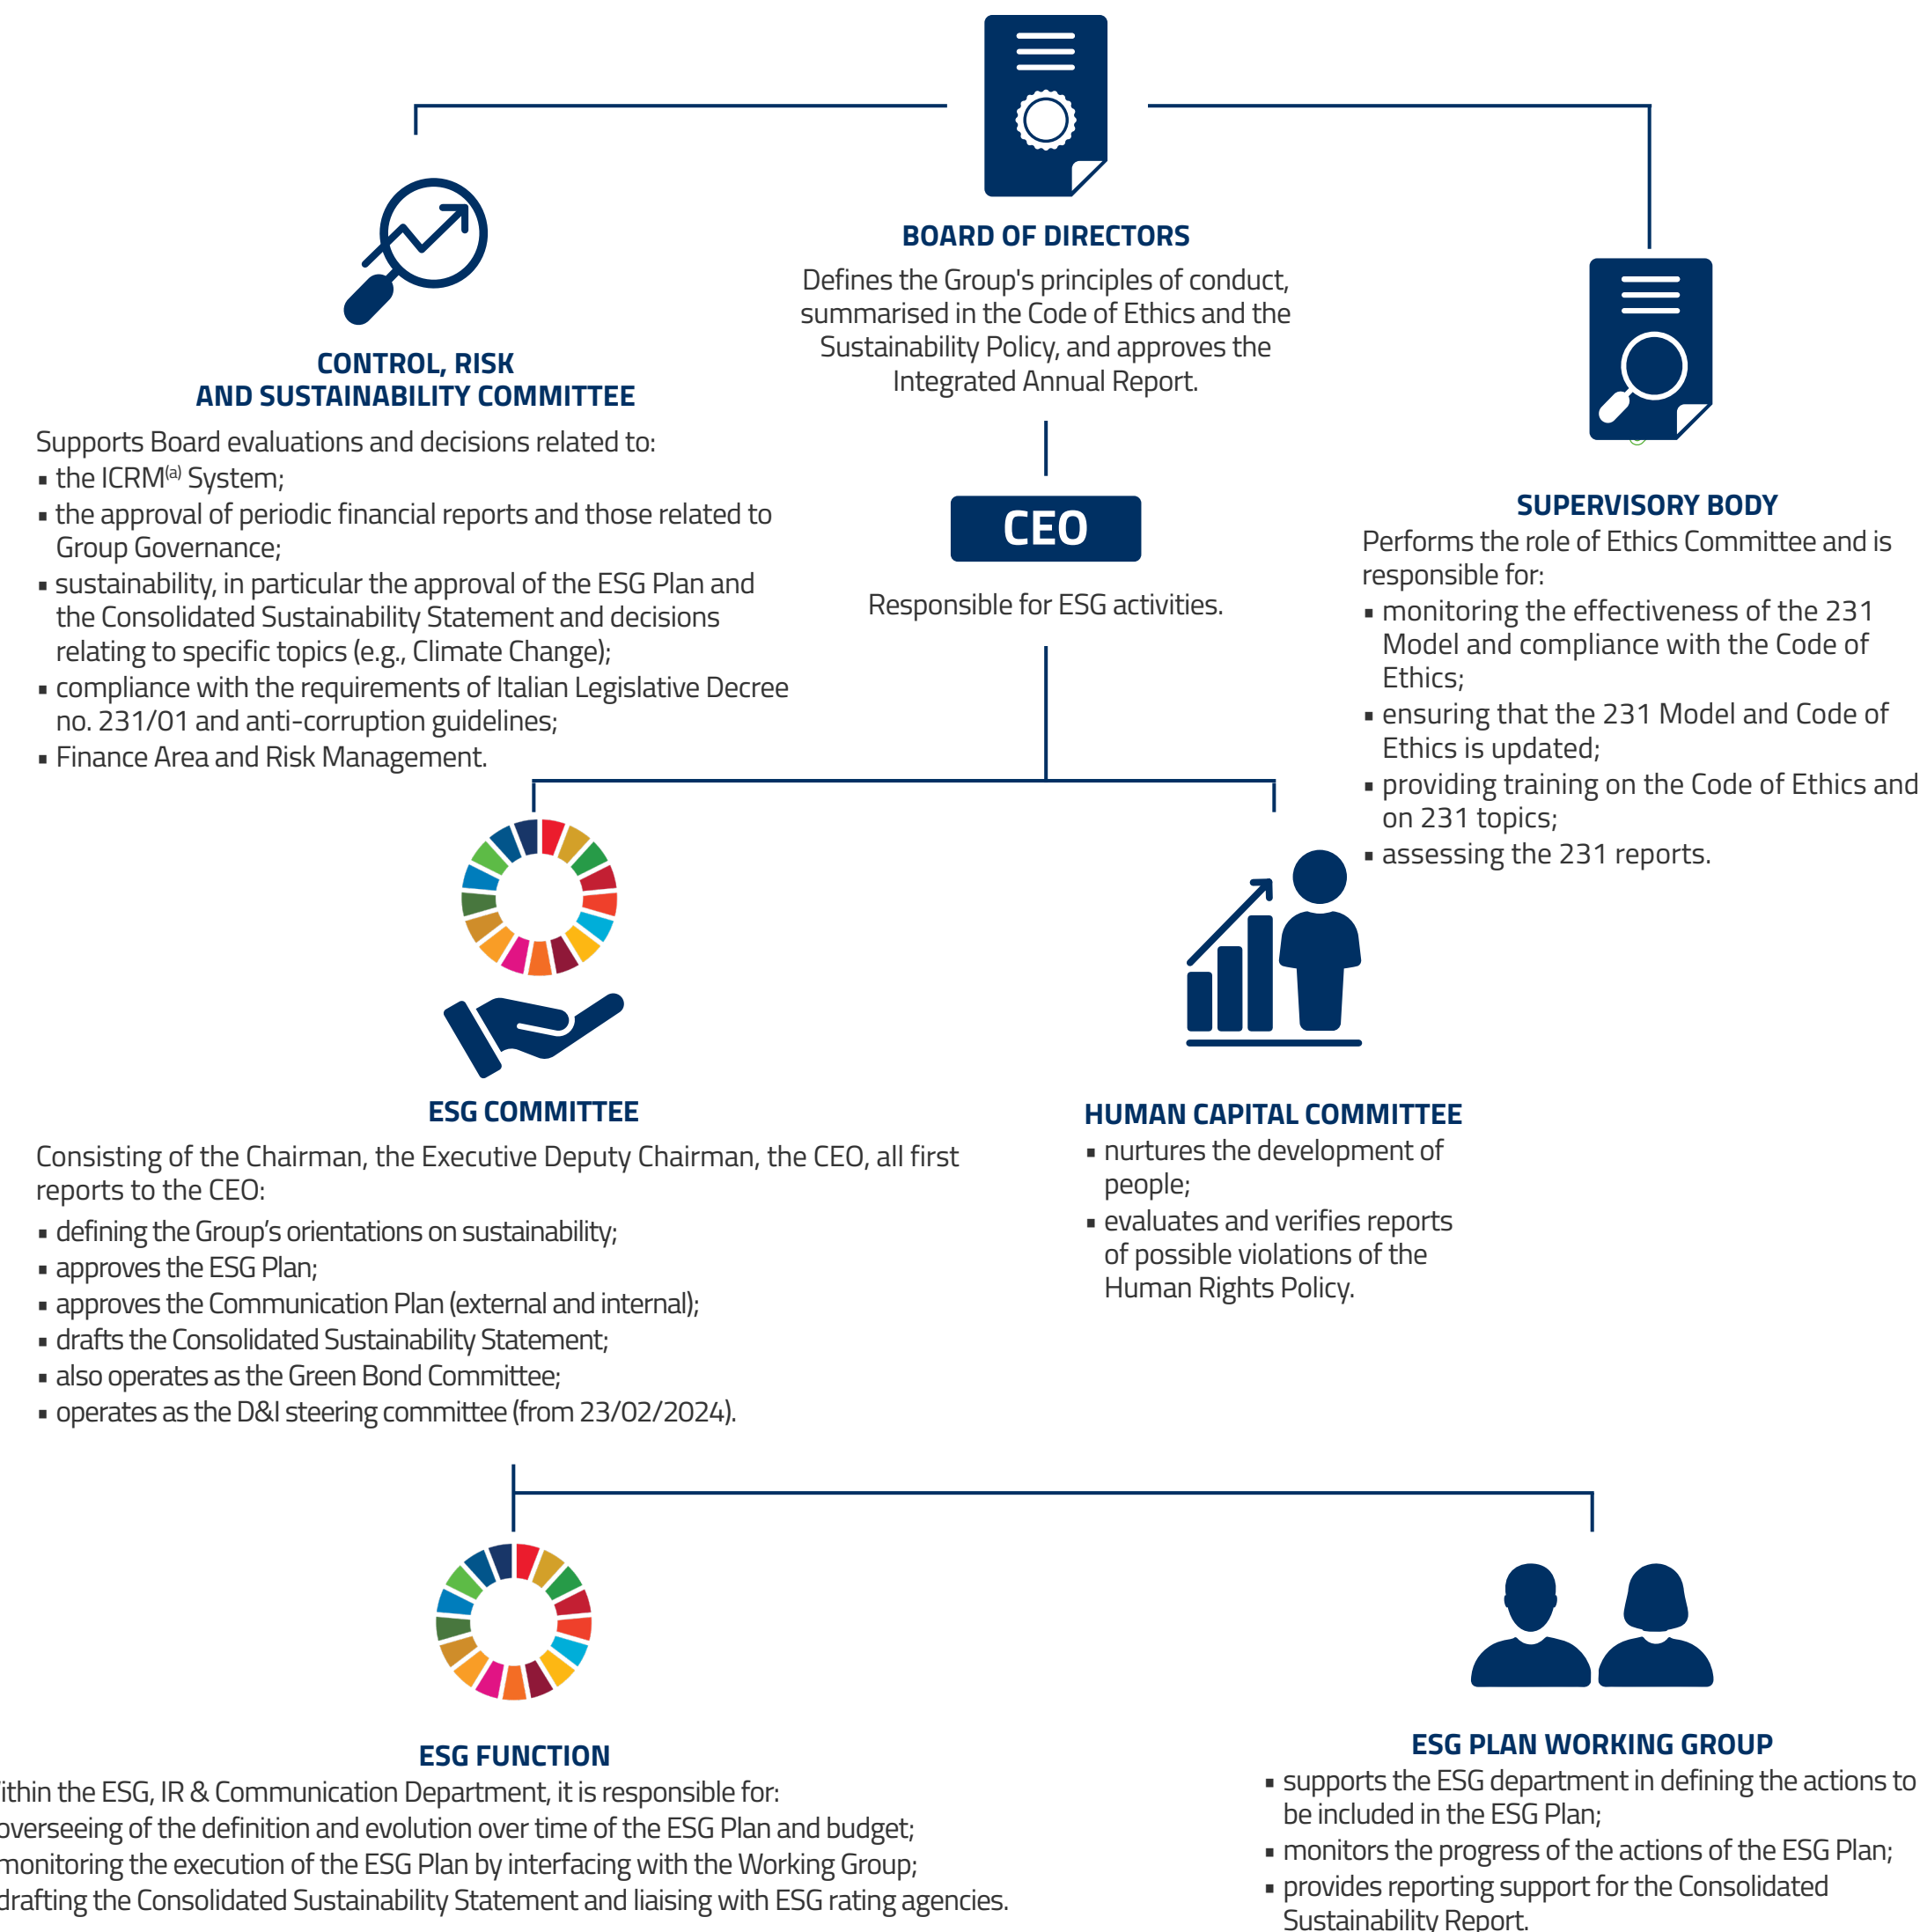 BOARD OF DIRECTORS
Defines the Group's principles of conduct,
summarised in the Code of Ethics and the
Sustainability Policy, and approves the
Integrated Annual Report.
CONTROL, RISK
AND SUSTAINABILITY COMMITTEE
Supports Board evaluations and decisions related to:
▪ the ICRM(a) System;
▪ the approval of periodic financial reports and those related to
Group Governance;
▪ sustainability, in particular the approval of the ESG Plan and
the Consolidated Sustainability Statement and decisions
relating to specific topics (e.g., Climate Change);
▪ compliance with the requirements of Italian Legislative Decree
no. 231/01 and anti-corruption guidelines;
▪ Finance Area and Risk Management.
CEO
Responsible for ESG activities.
SUPERVISORY BODY
Performs the role of Ethics Committee and is
responsible for:
▪ monitoring the effectiveness of the 231
Model and compliance with the Code of
Ethics;
▪ ensuring that the 231 Model and Code of
Ethics is updated;
▪ providing training on the Code of Ethics and
on 231 topics;
▪ assessing the 231 reports.
ESG COMMITTEE
Consisting of the Chairman, the Executive Deputy Chairman, the CEO, all first
reports to the CEO:
▪ defining the Group's orientations on sustainability;
▪ approves the ESG Plan;
▪ approves the Communication Plan (external and internal);
▪ drafts the Consolidated Sustainability Statement;
▪ also operates as the Green Bond Committee;
▪ operates as the D&I steering committee (from 23/02/2024).
HUMAN CAPITAL COMMITTEE
▪ nurtures the development of
people;
▪ evaluates and verifies reports
of possible violations of the
Human Rights Policy.
ESG FUNCTION
ithin the ESG, IR & Communication Department, it is responsible for:
overseeing of the definition and evolution over time of the ESG Plan and budget;
monitoring the execution of the ESG Plan by interfacing with the Working Group;
drafting the Consolidated Sustainability Statement and liaising with ESG rating agencies.
ESG PLAN WORKING GROUP
▪ supports the ESG department in defining the actions to
be included in the ESG Plan;
▪ monitors the progress of the actions of the ESG Plan;
▪ provides reporting support for the Consolidated
Sustainability Report.